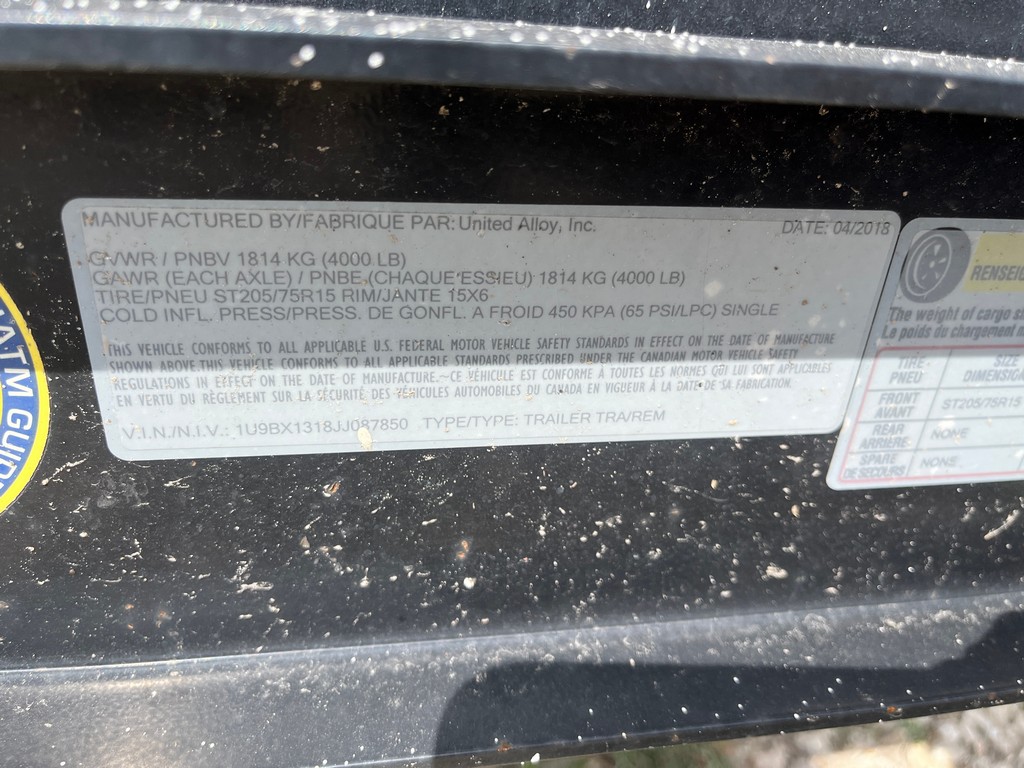 MANUFACTURED BY/FABRIQUE PAR: United Alloy, Inc. DATE: 04/2018
GVWR / PNBV 1814 KG (4000 LB)
GAWR (EACH AXLE) / PNBE (CHAQUE ESSIEU) 1814 KG (4000 LB)
TIRE/PNEU ST205/75R15 RIM/JANTE 15X6
COLD INFL. PRESS/PRESS. DE GONFL. A FROID 450 KPA (65 PSI/LPC) SINGLE
THIS VEHICLE CONFORMS TO ALL APPLICABLE U.S. FEDERAL MOTOR VEHICLE SAFETY STANDARDS IN EFFECT ON THE DATE OF MANUFACTURE
SHOWN ABOVE THIS VEHICLE CONFORMS TO ALL APPLICABLE STANDARDS PRESCRIBED UNDER THE CANADIAN MOTOR VEHICLE SAFETY
REGULATIONS IN EFFECT ON THE DATE OF MANUFACTURE.~CE VÉHICULE EST CONFORME À TOUTES LES NORMES QUI LUI SONT APPLICABLES
EN VERTU DU RÈGLEMENT SUR LA SÉCURITÉ DES VÉHICULES AUTOMOBILES DU CANADA EN VIGUEUR À LA DATE DE SA FABRICATION.
V.I.N./N.I.V.: 1U9BX1318JJ087850 TYPE/TYPE: TRAILER TRA/REM
ATM GUID
RENSEIG
The weight of cargo s
Le poids du chargement
TIRE SIZE
PNEU DIMENSIO
FRONT
AVANT ST205/75R15
REAR
ARRIÈRE NONE
SPARE
DE SECOURS NONE